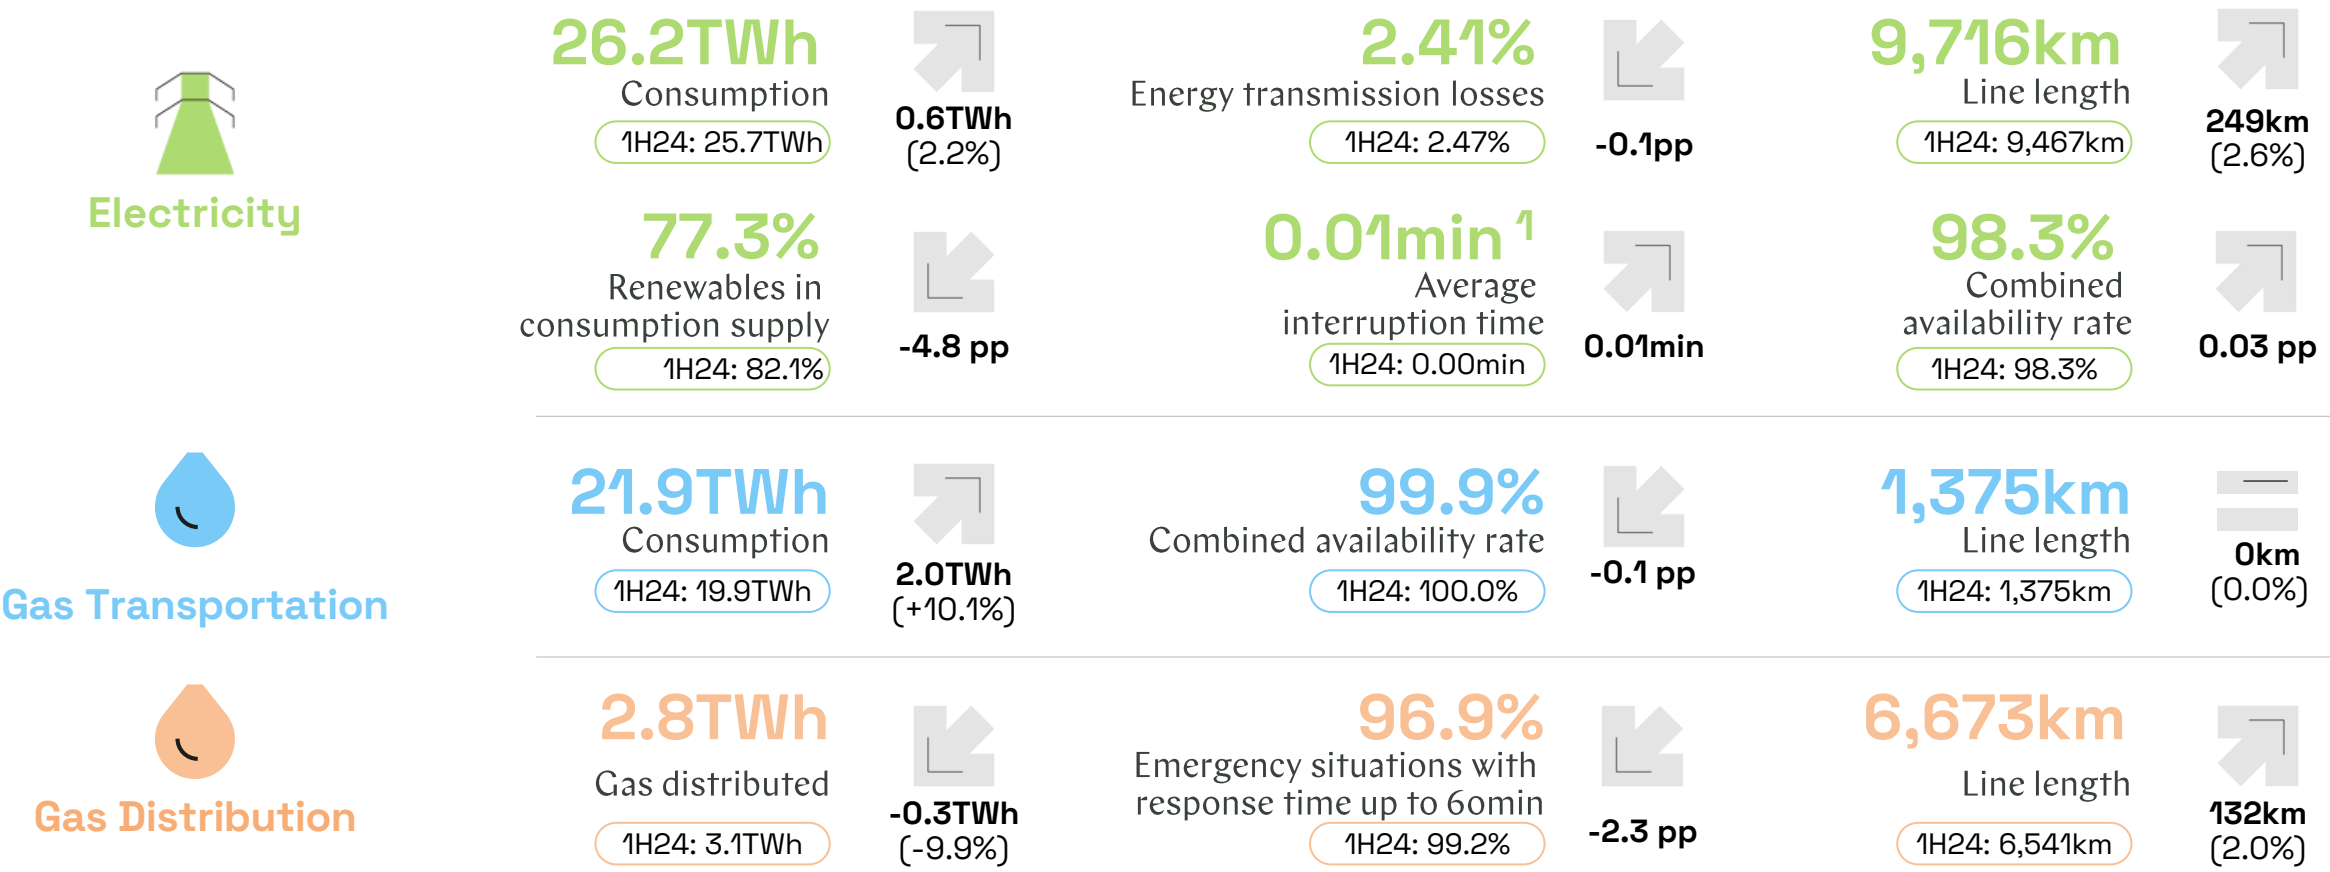 Electricity
26.2TWh
Consumption
1H24: 25.7TWh
0.6TWh
(2.2%)
2.41%
Energy transmission losses
1H24: 2.47%
-0.1pp
9,716km
Line length
1H24: 9,467km
249km
(2.6%)
77.3%
Renewables in
consumption supply
1H24: 82.1%
-4.8 pp
0.01min 1
Average
interruption time
1H24: 0.00min
0.01min
98.3%
Combined
availability rate
1H24: 98.3%
0.03 pp
Gas Transportation
21.9TWh
Consumption
1H24: 19.9TWh
2.0TWh
(+10.1%)
99.9%
Combined availability rate
1H24: 100.0%
-0.1 pp
1,375km
Line length
1H24: 1,375km
0km
(0.0%)
Gas Distribution
2.8TWh
Gas distributed
1H24: 3.1TWh
-0.3TWh
(-9.9%)
96.9%
Emergency situations with
response time up to 60min
1H24: 99.2%
-2.3 pp
6,673km
Line length
1H24: 6,541km
132km
(2.0%)